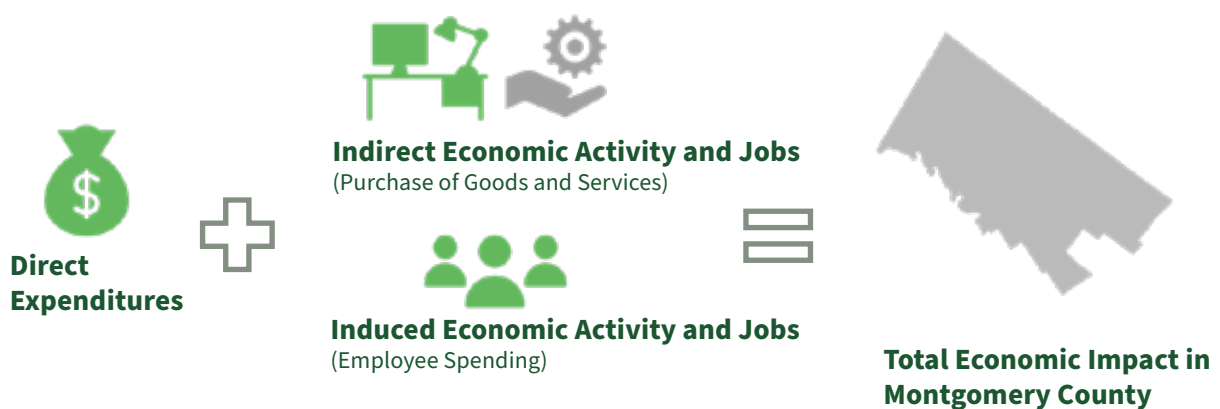 $
Direct
Expenditures
Indirect Economic Activity and Jobs
(Purchase of Goods and Services)
Induced Economic Activity and Jobs
(Employee Spending)
Total Economic Impact in
Montgomery County